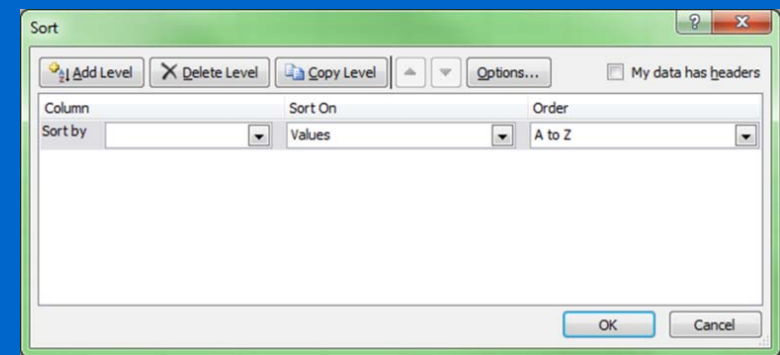 Sort
Add Level Delete Level Copy Level Options... My data has headers
Column Sort On Order
Sort by Values A to Z
OK Cancel